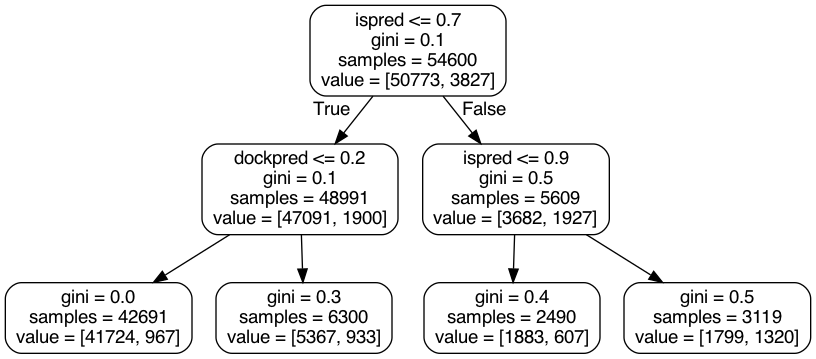 ispred <= 0.7
gini = 0.1
samples = 54600
value = [50773, 3827]
True
False
dockpred <= 0.2
gini = 0.1
samples = 48991
value = [47091, 1900]
ispred <= 0.9
gini = 0.5
samples = 5609
value = [3682, 1927]
gini = 0.0
samples = 42691
value = [41724, 967]
gini = 0.3
samples = 6300
value = [5367, 933]
gini = 0.4
samples = 2490
value = [1883, 607]
gini = 0.5
samples = 3119
value = [1799, 1320]